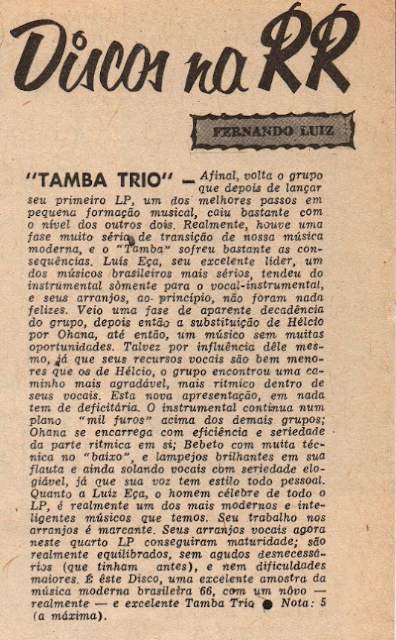 Discos na RR
FERNANDO LUIZ
"TAMBA TRIO" — Afinal, volta o grupo
que depois de lançar
seu primeiro LP, um dos melhores passos em
pequena formação musical, caiu bastante com
o nível dos outros dois. Realmente, houve uma
fase muito séria de transição de nossa música
moderna, e o "Tamba" sofreu bastante as con-
sequências. Luís Eça, seu excelente líder, um
dos músicos brasileiros mais sérios, tendeu do
instrumental sòmente para o vocal-instrumental,
e seus arranjos, ao princípio, não foram nada
felizes. Veio uma fase de aparente decadência
do grupo, depois então a substituição de Hélcio
por Ohana, até então, um músico sem muitas
oportunidades. Talvez por influência dêle mes-
mo, já que seus recursos vocais são bem meno-
res que os de Hélcio, o grupo encontrou uma ca-
minho mais agradável, mais rítmico dentro de
seus vocais. Esta nova apresentação, em nada
tem de deficitária. O instrumental continua num
plano "mil furos" acima dos demais grupos;
Ohana se encarrega com eficiência e seriedade
da parte rítmica em si; Bebeto com muita téc-
nica no "baixo", e lampejos brilhantes em sua
flauta e ainda solando vocais com seriedade elo-
giável, já que sua voz tem estilo todo pessoal.
Quanto a Luiz Eça, o homem célebre de todo o
LP, é realmente um dos mais modernos e inte-
ligentes músicos que temos. Seu trabalho nos
arranjos é marcante. Seus arranjos vocais agora
neste quarto LP conseguiram maturidade; são
realmente equilibrados, sem agudos desnecessá-
rios (que tinham antes), e nem dificuldades
maiores. É êste Disco, uma excelente amostra da
música moderna brasileira 66, com um nôvo —
realmente — e excelente Tamba Trio ● Nota: 5
(a máxima).